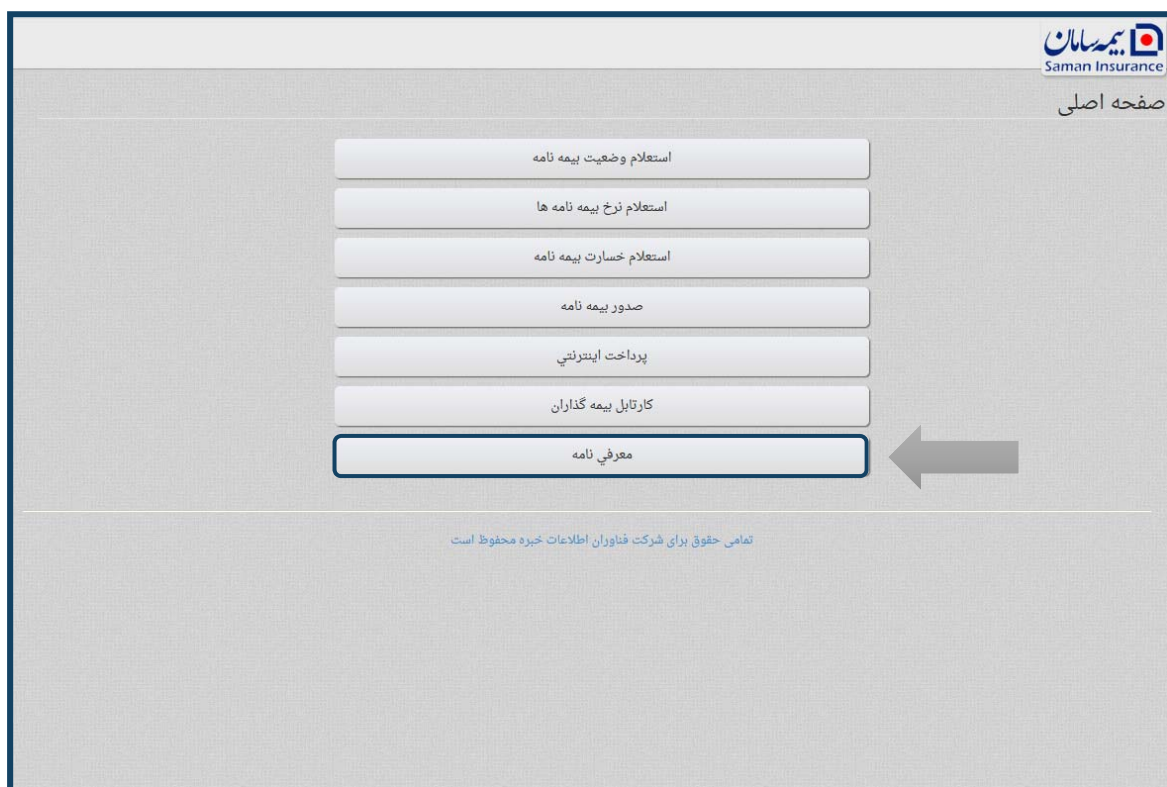 بیمه سامان
Saman Insurance
صفحه اصلی
استعلام وضعیت بیمه نامه
استعلام نرخ بیمه نامه ها
استعلام خسارت بیمه نامه
صدور بیمه نامه
پرداخت اینترنتي
کارتابل بیمه گذاران
معرفي نامه
تمامی حقوق برای شرکت فناوران اطلاعات خبره محفوظ است